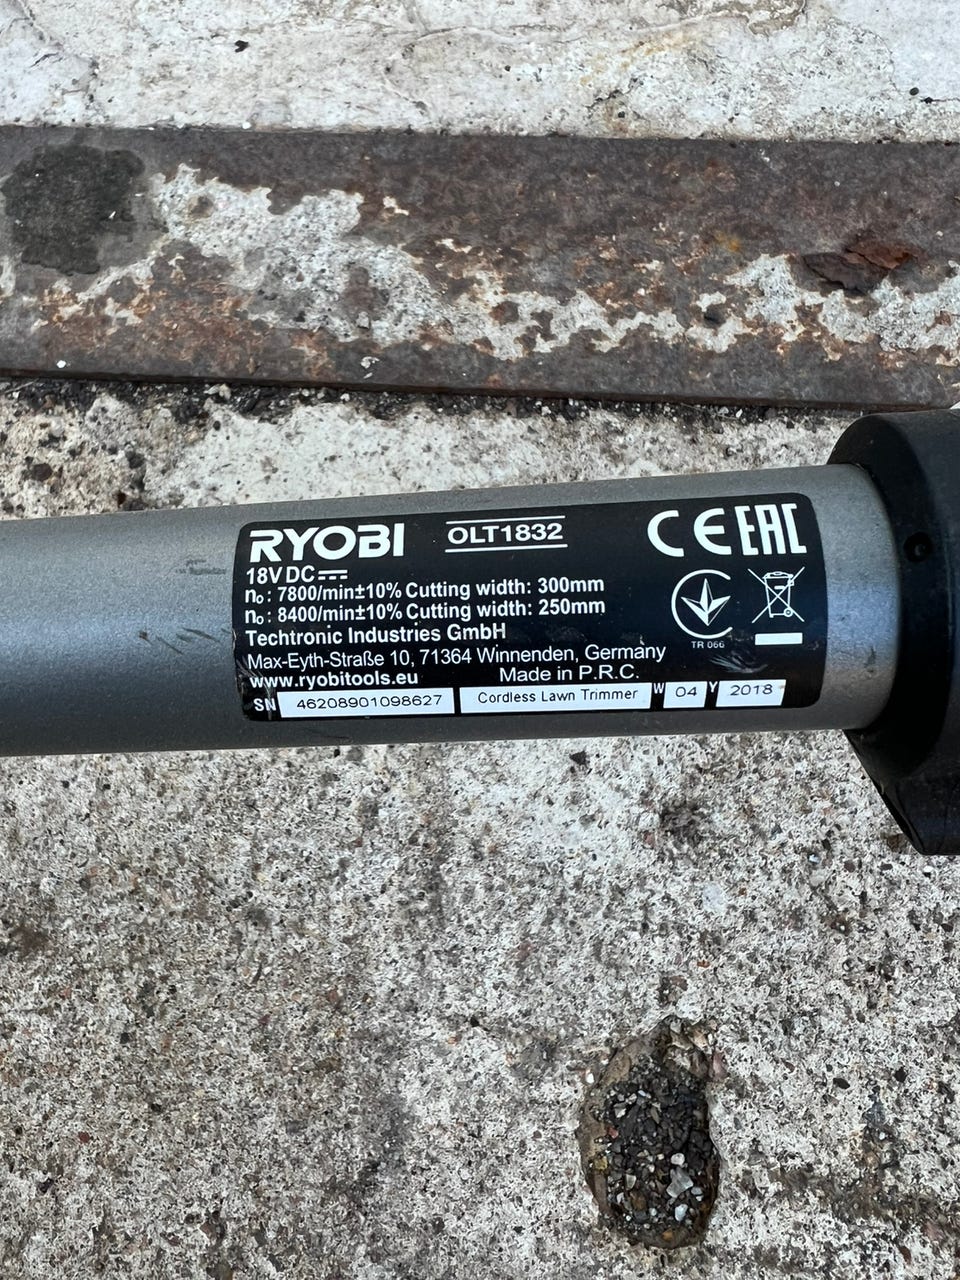 RYOBI OLT1832 CE EAC
18V DC
no: 7800/min±10% Cutting width: 300mm
no: 8400/min±10% Cutting width: 250mm
Techtronic Industries GmbH
TR 066
Max-Eyth-Straße 10, 71364 Winnenden, Germany
www.ryobitools.eu Made in P.R.C.
SN 46208901098627 Cordless Lawn Trimmer W 04 Y 2018